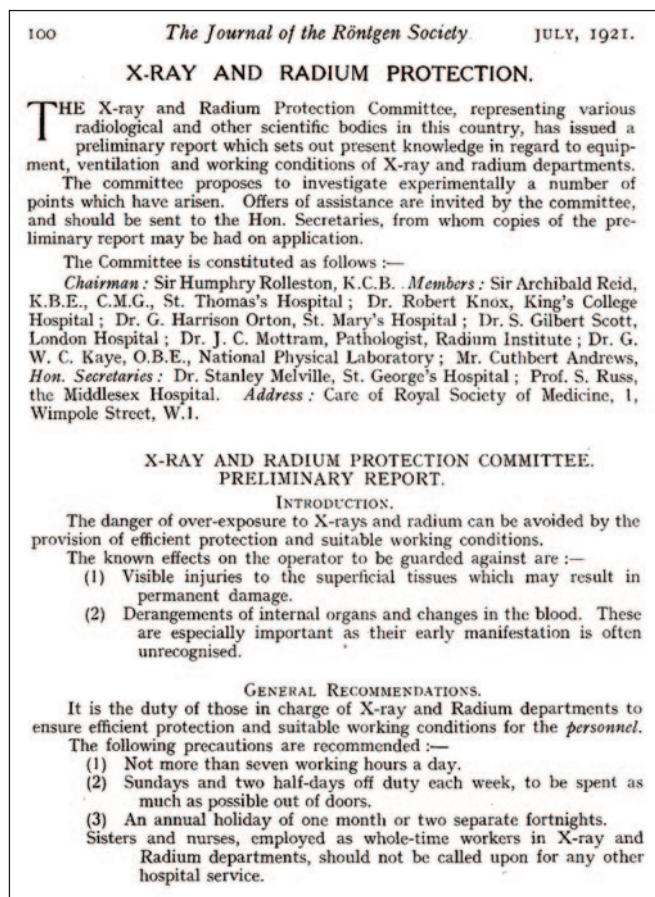 100 The Journal of the Röntgen Society JULY, 1921.
X-RAY AND RADIUM PROTECTION.
THE X-ray and Radium Protection Committee, representing various
radiological and other scientific bodies in this country, has issued a
preliminary report which sets out present knowledge in regard to equip-
ment, ventilation and working conditions of X-ray and radium departments.
The committee proposes to investigate experimentally a number of
points which have arisen. Offers of assistance are invited by the committee,
and should be sent to the Hon. Secretaries, from whom copies of the pre-
liminary report may be had on application.
The Committee is constituted as follows :—
Chairman : Sir Humphry Rolleston, K.C.B. . Members : Sir Archibald Reid,
K.B.E., C.M.G., St. Thomas's Hospital ; Dr. Robert Knox, King's College
Hospital ; Dr. G. Harrison Orton, St. Mary's Hospital ; Dr. S. Gilbert Scott,
London Hospital ; Dr. J. C. Mottram, Pathologist, Radium Institute ; Dr. G.
W. C. Kaye, O.B.E., National Physical Laboratory ; Mr. Cuthbert Andrews,
Hon. Secretaries : Dr. Stanley Melville, St. George's Hospital ; Prof. S. Russ,
the Middlesex Hospital. Address : Care of Royal Society of Medicine, 1,
Wimpole Street, W.1.
X-RAY AND RADIUM PROTECTION COMMITTEE.
PRELIMINARY REPORT.
INTRODUCTION.
The danger of over-exposure to X-rays and radium can be avoided by the
provision of efficient protection and suitable working conditions.
The known effects on the operator to be guarded against are :—
(1) Visible injuries to the superficial tissues which may result in
permanent damage.
(2) Derangements of internal organs and changes in the blood. These
are especially important as their early manifestation is often
unrecognised.
GENERAL RECOMMENDATIONS.
It is the duty of those in charge of X-ray and Radium departments to
ensure efficient protection and suitable working conditions for the personnel.
The following precautions are recommended :—
(1) Not more than seven working hours a day.
(2) Sundays and two half-days off duty each week, to be spent as
much as possible out of doors.
(3) An annual holiday of one month or two separate fortnights.
Sisters and nurses, employed as whole-time workers in X-ray and
Radium departments, should not be called upon for any other
hospital service.